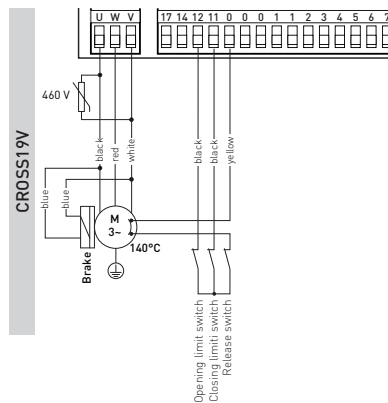 U W V
17 14 12 11 0 0 0 1 1 2 3 4 5 6 7
460 V
CROSS19V
black
red
white
black
black
yellow
blue
blue
M
3~
140°C
Brake
Opening limit switch
Closing limiti switch
Release switch